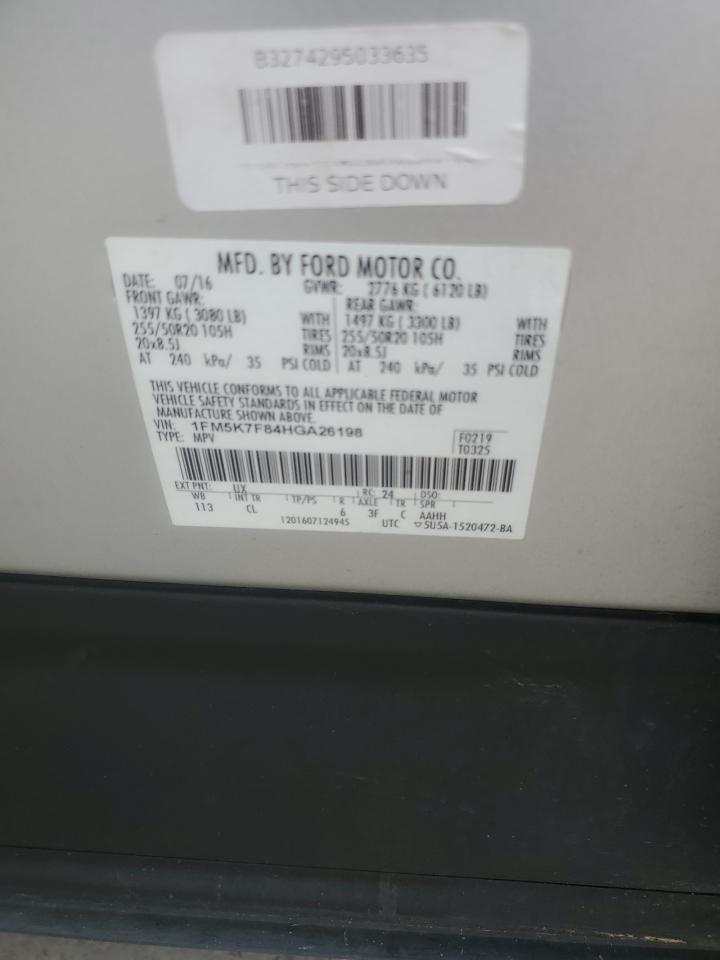 B3274295033635
THIS SIDE DOWN
MFD. BY FORD MOTOR CO.
DATE: 07/16 GVWR: 2776 KG ( 6120 LB)
FRONT GAWR: REAR GAWR:
1397 KG ( 3080 LB) WITH 1497 KG ( 3300 LB) WITH
255/50R20 105H TIRES 255/50R20 105H TIRES
20x8.5J RIMS 20x8.5J RIMS
AT 240 kPa/ 35 PSI COLD AT 240 kPa/ 35 PSI COLD
THIS VEHICLE CONFORMS TO ALL APPLICABLE FEDERAL MOTOR
VEHICLE SAFETY STANDARDS IN EFFECT ON THE DATE OF
MANUFACTURE SHOWN ABOVE.
VIN: 1FM5K7F84HGA26198 F0219
TYPE: MPV T0325
EXT PNT: UX RC: 24 DSO:
WB INT TR TP/PS R AXLE TR SPR
113 CL 6 3F C AAHH
1201607124945 UTC ▽5U5A-1520472-BA